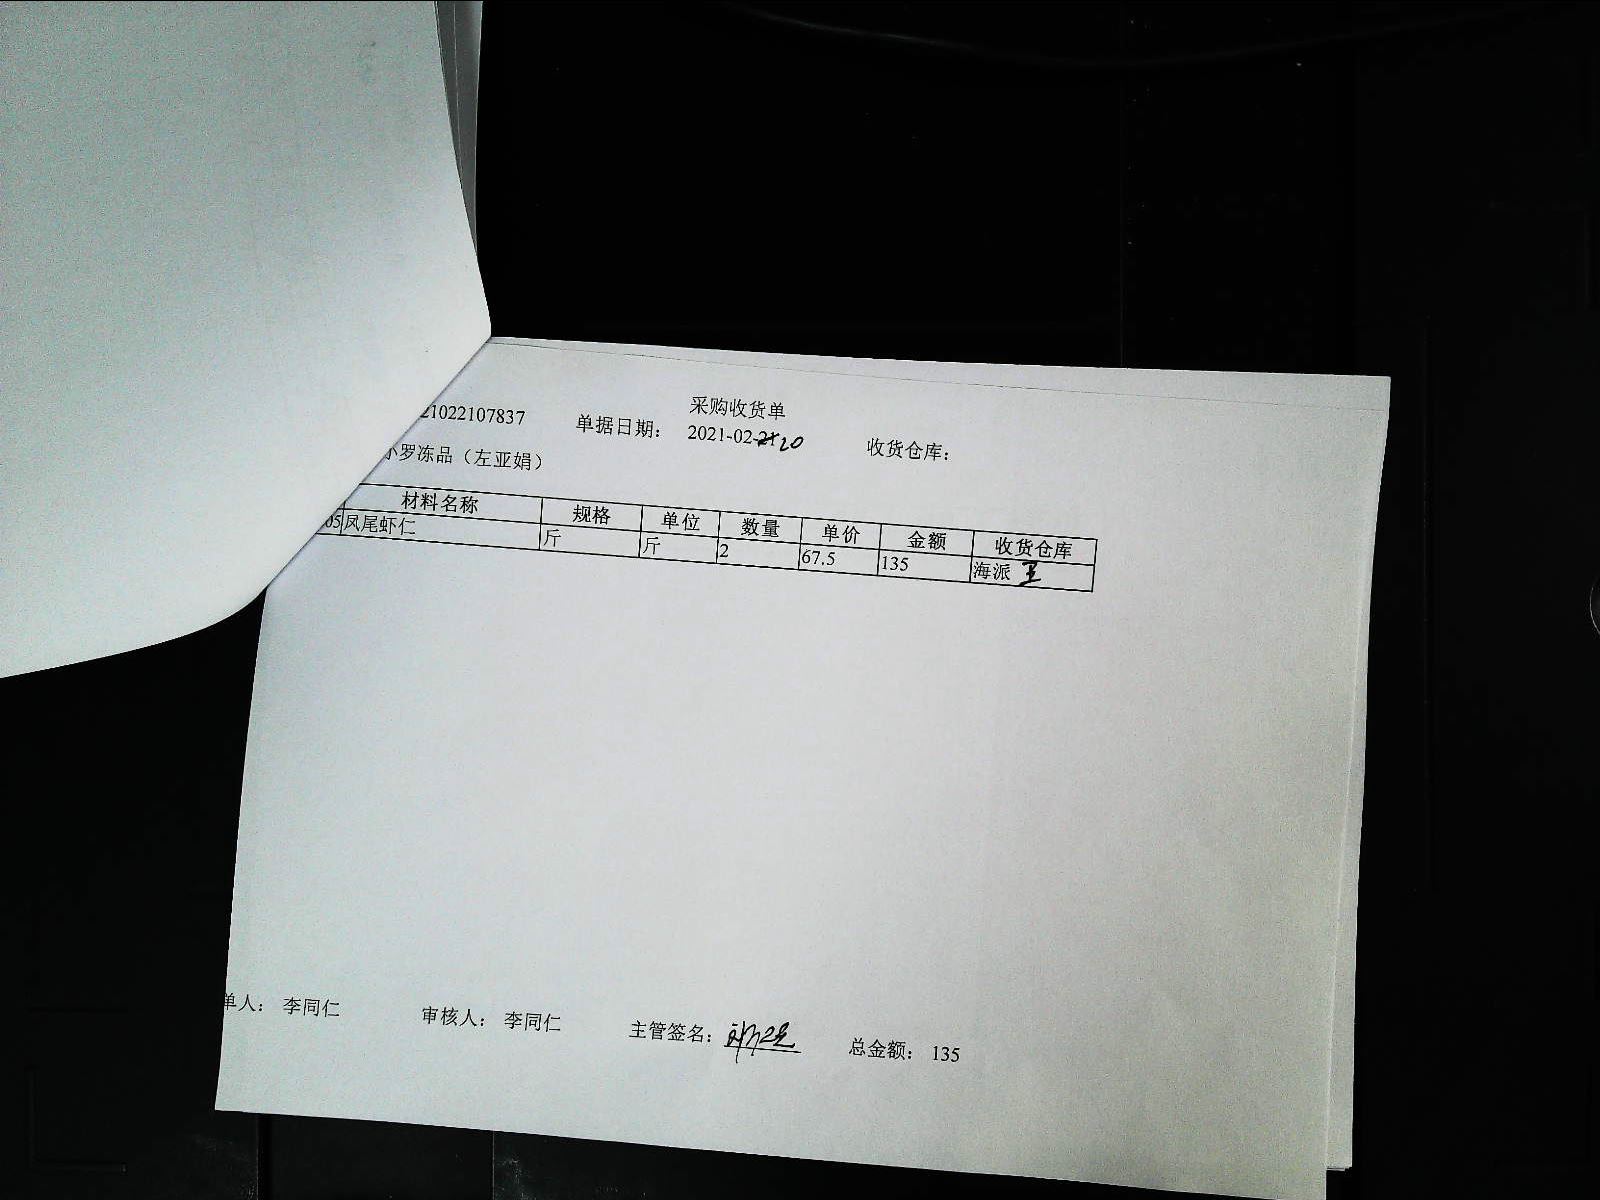 采购收货单
21022107837 单据日期： 2021-02-20 收货仓库：
小罗冻品（左亚娟）
材料名称 规格 单位 数量 单价 金额 收货仓库
05 凤尾虾仁 斤 斤 2 67.5 135 海派 王
单人： 李同仁 审核人： 李同仁 主管签名： 总金额： 135